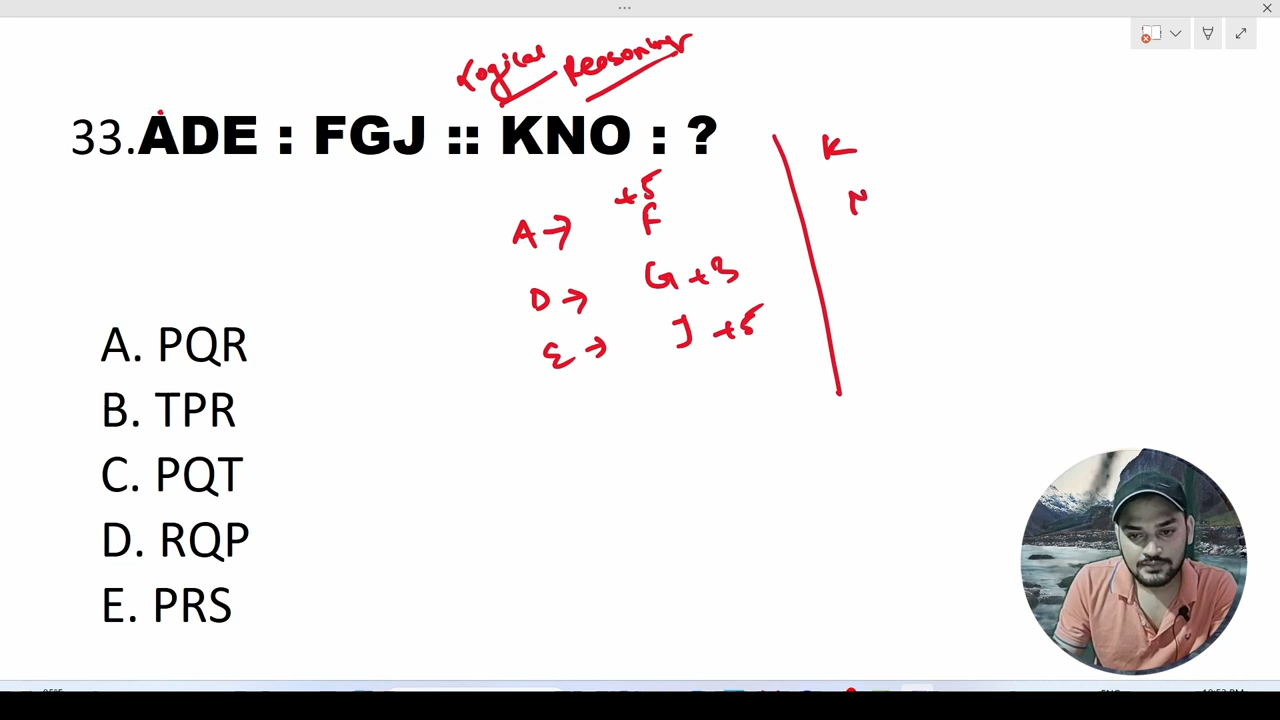 Logical Reasoning
33.ADE : FGJ :: KNO : ?
+5
A → F
D → G +3
E → J +5
K
N
A. PQR
B. TPR
C. PQT
D. RQP
E. PRS